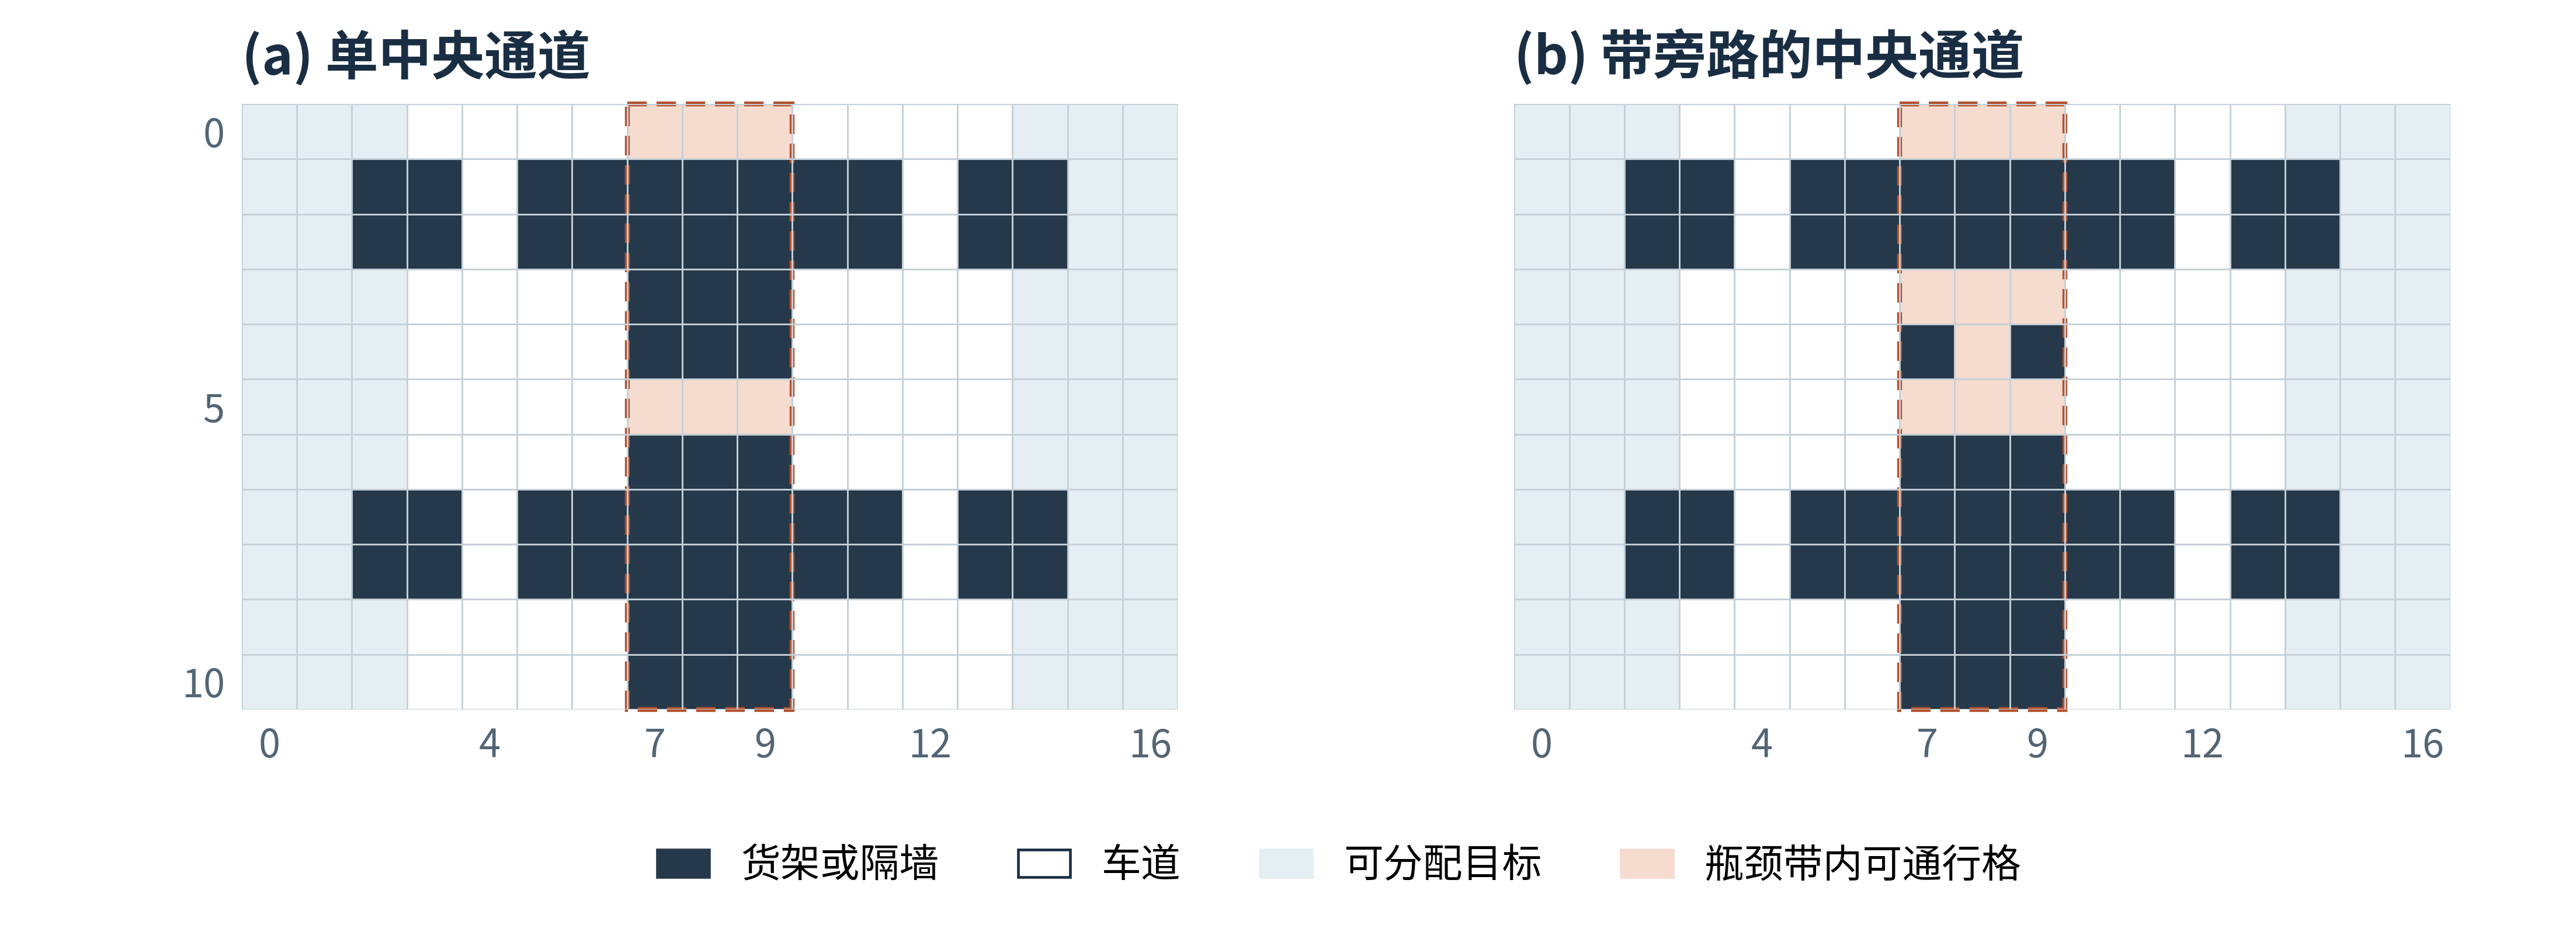 (a) 单中央通道
(b) 带旁路的中央通道
0
5
10
0 4 7 9 12 16
0 4 7 9 12 16
货架或隔墙
车道
可分配目标
瓶颈带内可通行格